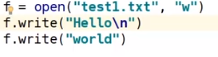 f = open("test1.txt", "w")
f.write("Hello\n")
f.write("world")